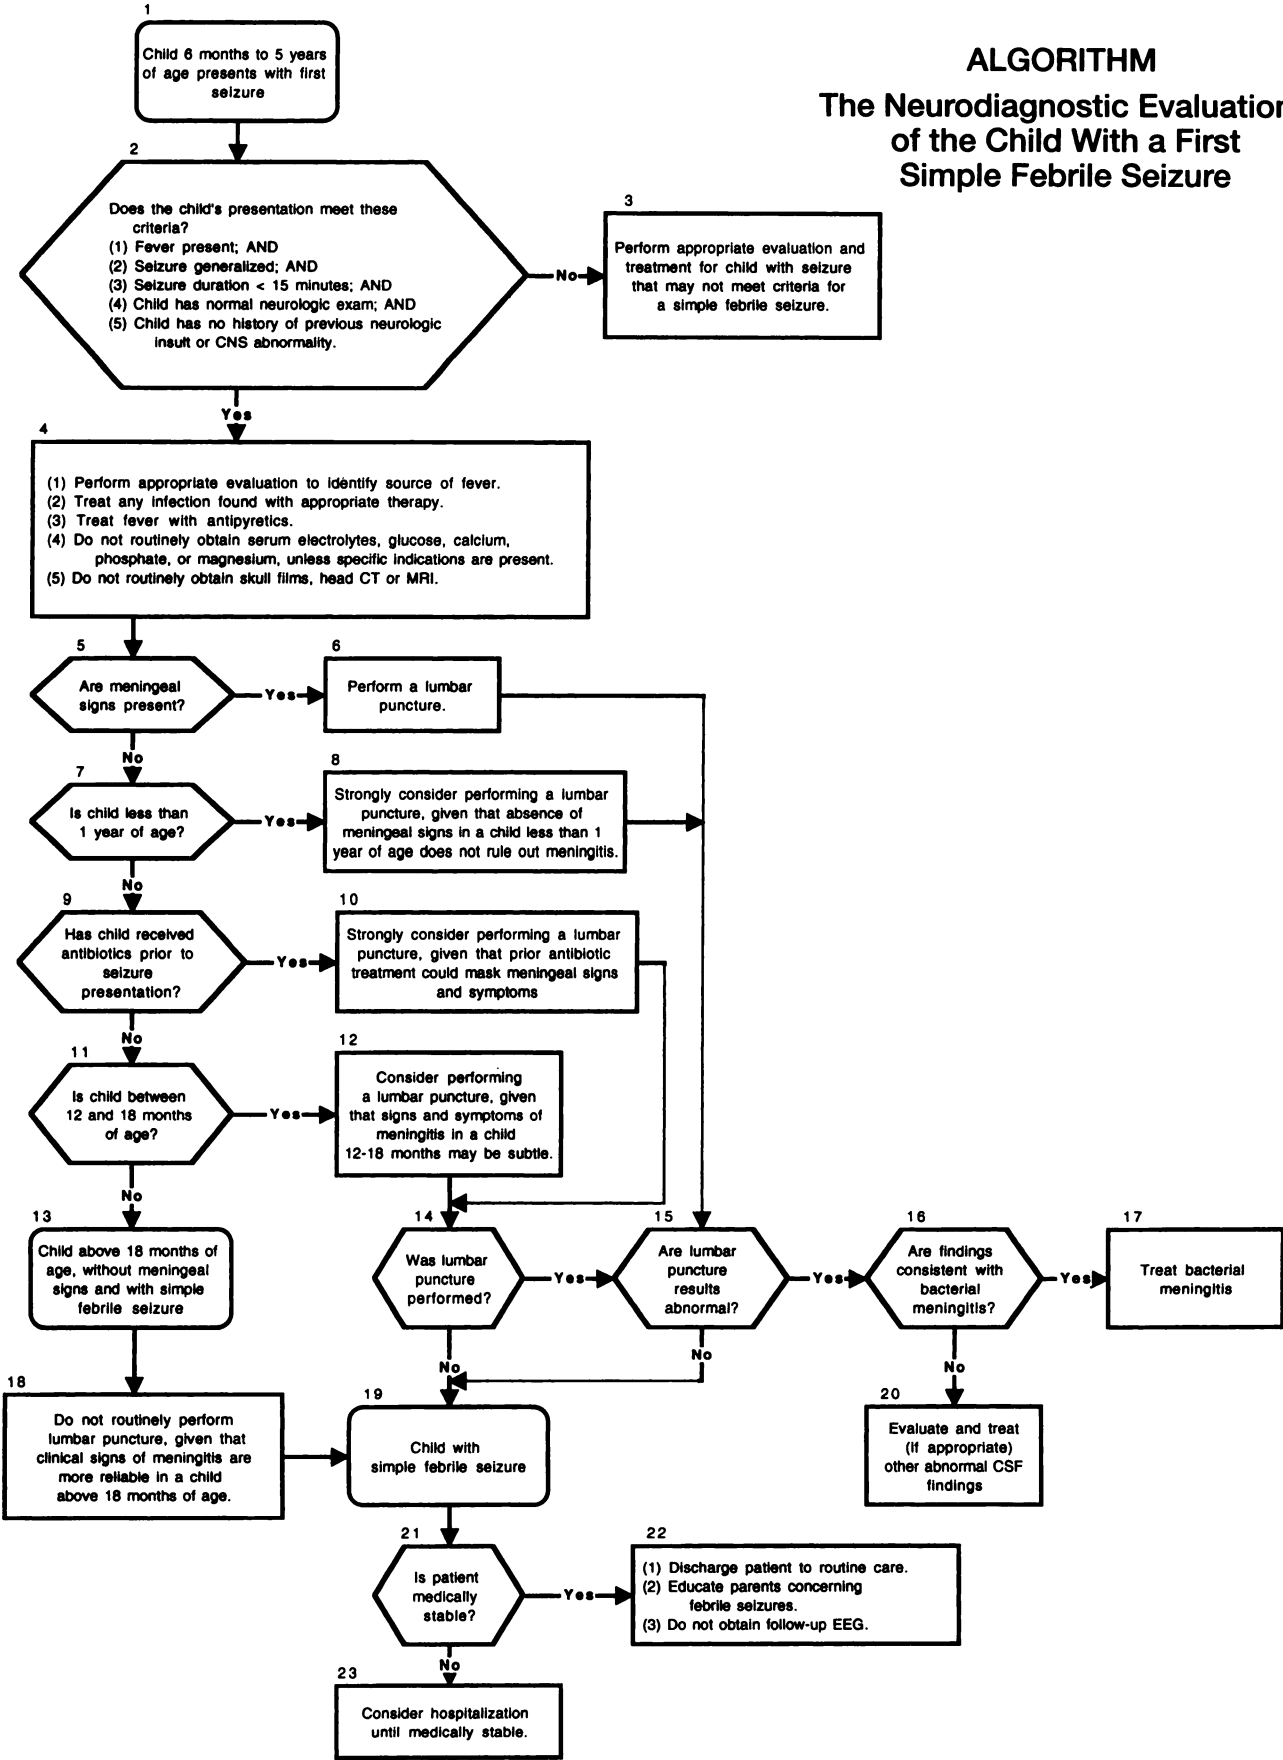 ALGORITHM
The Neurodiagnostic Evaluation
of the Child With a First
Simple Febrile Seizure
1
Child 6 months to 5 years
of age presents with first
seizure
2
Does the child's presentation meet these
criteria?
(1) Fever present; AND
(2) Seizure generalized; AND
(3) Seizure duration < 15 minutes; AND
(4) Child has normal neurologic exam; AND
(5) Child has no history of previous neurologic
insult or CNS abnormality.
No
3
Perform appropriate evaluation and
treatment for child with seizure
that may not meet criteria for
a simple febrile seizure.
Yes
4
(1) Perform appropriate evaluation to identify source of fever.
(2) Treat any infection found with appropriate therapy.
(3) Treat fever with antipyretics.
(4) Do not routinely obtain serum electrolytes, glucose, calcium,
phosphate, or magnesium, unless specific indications are present.
(5) Do not routinely obtain skull films, head CT or MRI.
5
Are meningeal
signs present?
Yes
6
Perform a lumbar
puncture.
No
7
Is child less than
1 year of age?
Yes
8
Strongly consider performing a lumbar
puncture, given that absence of
meningeal signs in a child less than 1
year of age does not rule out meningitis.
No
9
Has child received
antibiotics prior to
seizure
presentation?
Yes
10
Strongly consider performing a lumbar
puncture, given that prior antibiotic
treatment could mask meningeal signs
and symptoms
No
11
Is child between
12 and 18 months
of age?
Yes
12
Consider performing
a lumbar puncture, given
that signs and symptoms of
meningitis in a child
12-18 months may be subtle.
No
13
Child above 18 months of
age, without meningeal
signs and with simple
febrile seizure
14
Was lumbar
puncture
performed?
Yes
15
Are lumbar
puncture
results
abnormal?
Yes
16
Are findings
consistent with
bacterial
meningitis?
Yes
17
Treat bacterial
meningitis
No
No
No
18
Do not routinely perform
lumbar puncture, given that
clinical signs of meningitis are
more reliable in a child
above 18 months of age.
19
Child with
simple febrile seizure
20
Evaluate and treat
(if appropriate)
other abnormal CSF
findings
21
Is patient
medically
stable?
Yes
22
(1) Discharge patient to routine care.
(2) Educate parents concerning
febrile seizures.
(3) Do not obtain follow-up EEG.
No
23
Consider hospitalization
until medically stable.